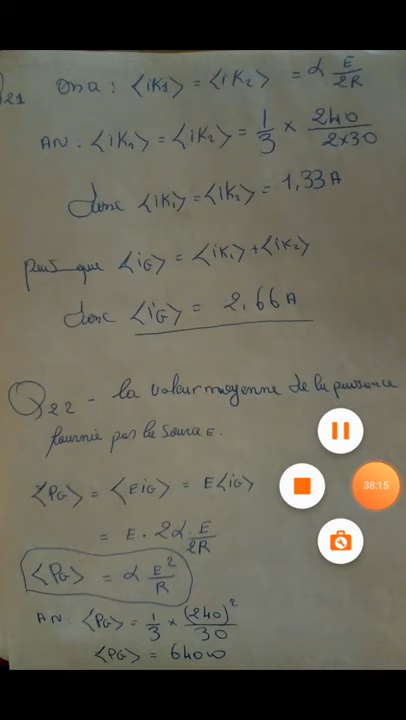 Q21 On a : <iK1> = <iK2> = α E/2R
AN : <iK1> = <iK2> = 1/3 × 240/2×30
donc <iK1> = <iK2> = 1,33 A
puisque <iG> = <iK1> + <iK2>
donc <iG> = 2,66 A
Q22 - la valeur moyenne de la puissance
fournie par la source E.
<PG> = <EiG> = E<iG>
= E · 2α · E/2R
<PG> = α E²/R
38:15
AN : <PG> = 1/3 × (240)²/30
<PG> = 640 W